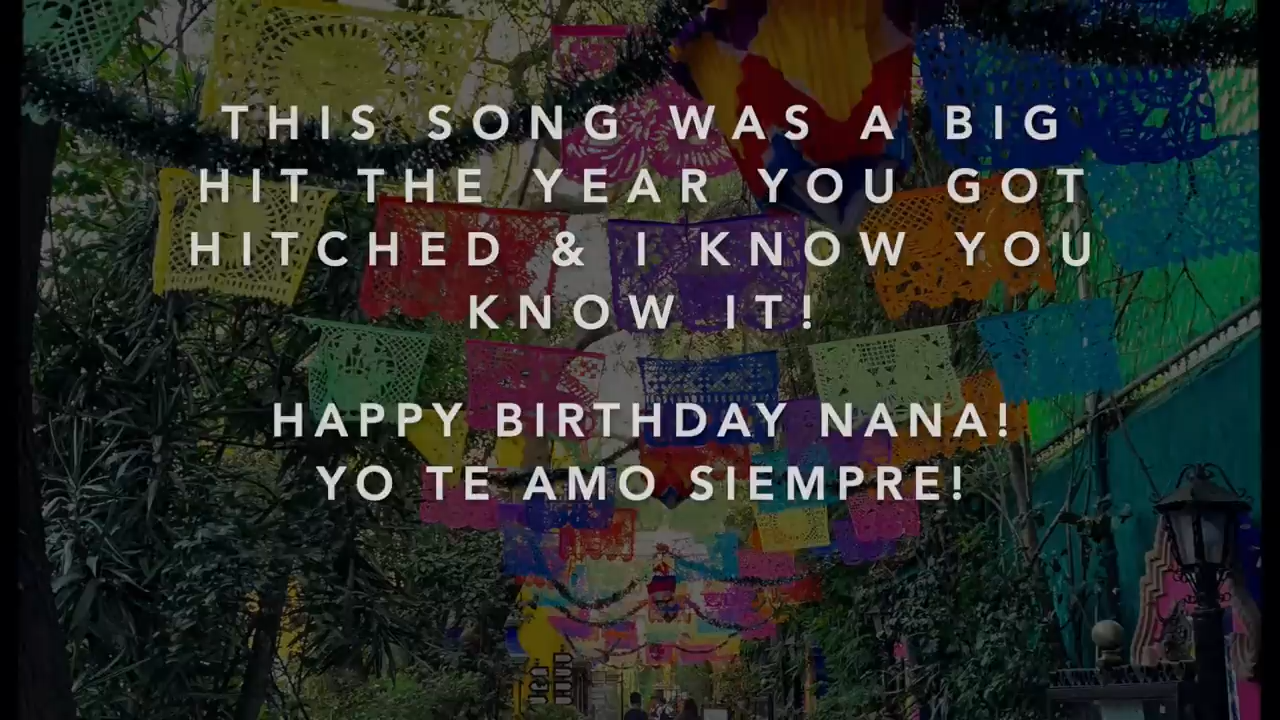 THIS SONG WAS A BIG
HIT THE YEAR YOU GOT
HITCHED & I KNOW YOU
KNOW IT!
HAPPY BIRTHDAY NANA!
YO TE AMO SIEMPRE!